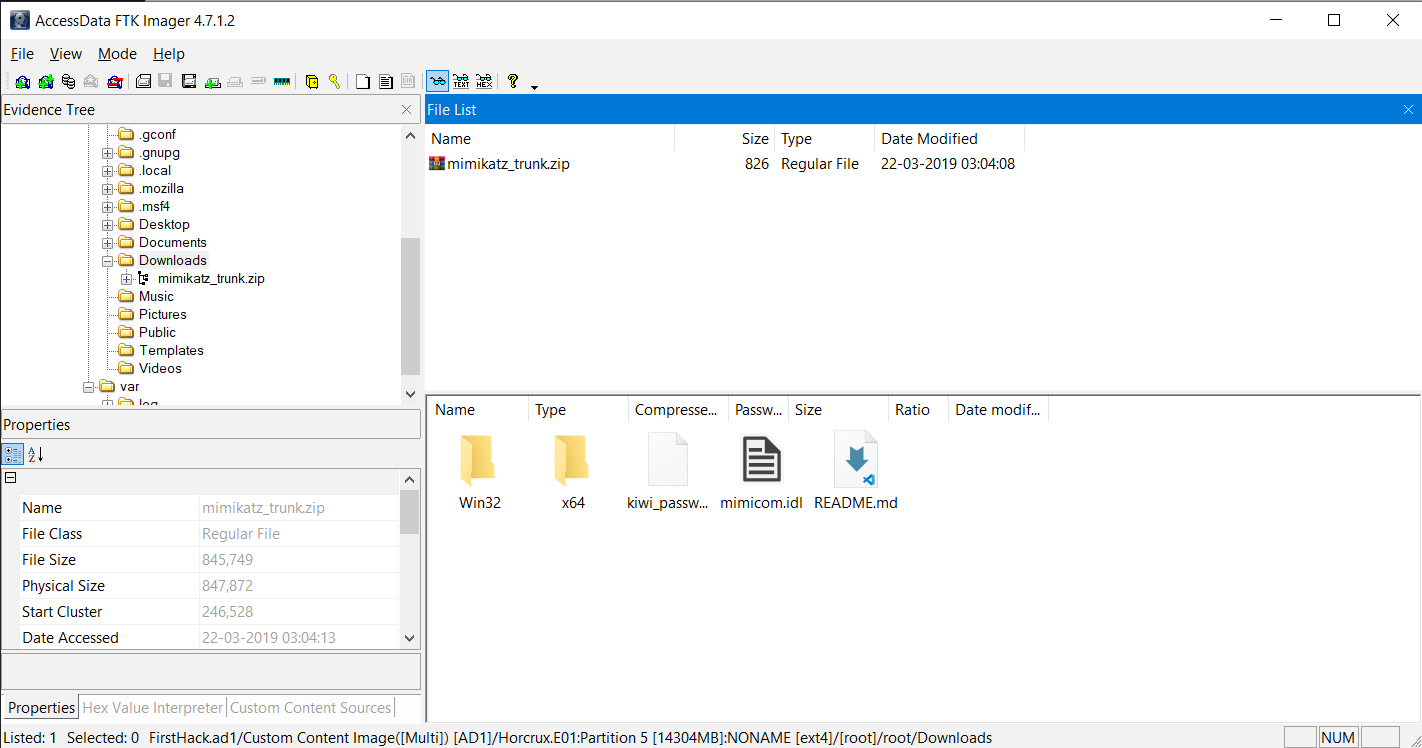 AccessData FTK Imager 4.7.1.2
File View Mode Help
TEXT HEX
Evidence Tree
.gconf
.gnupg
.local
.mozilla
.msf4
Desktop
Documents
Downloads
mimikatz_trunk.zip
Music
Pictures
Public
Templates
Videos
var
log
Properties
Name mimikatz_trunk.zip
File Class Regular File
File Size 845,749
Physical Size 847,872
Start Cluster 246,528
Date Accessed 22-03-2019 03:04:13
Properties Hex Value Interpreter Custom Content Sources
File List
Name Size Type Date Modified
mimikatz_trunk.zip 826 Regular File 22-03-2019 03:04:08
Name Type Compresse... Passw... Size Ratio Date modif...
Win32 x64 kiwi_passw... mimicom.idl README.md
Listed: 1 Selected: 0 FirstHack.ad1/Custom Content Image([Multi]) [AD1]/Horcrux.E01:Partition 5 [14304MB]:NONAME [ext4]/[root]/root/Downloads NUM